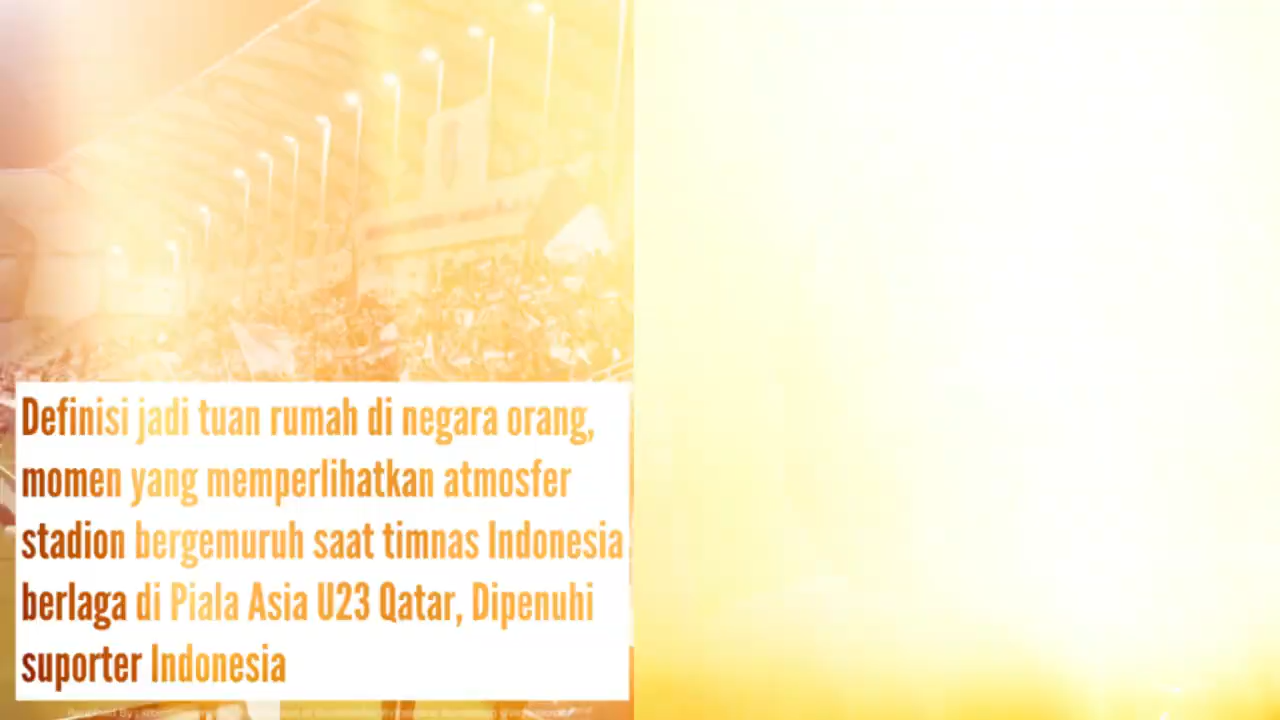 Definisi jadi tuan rumah di negara orang,
momen yang memperlihatkan atmosfer
stadion bergemuruh saat timnas Indonesia
berlaga di Piala Asia U23 Qatar, Dipenuhi
suporter Indonesia